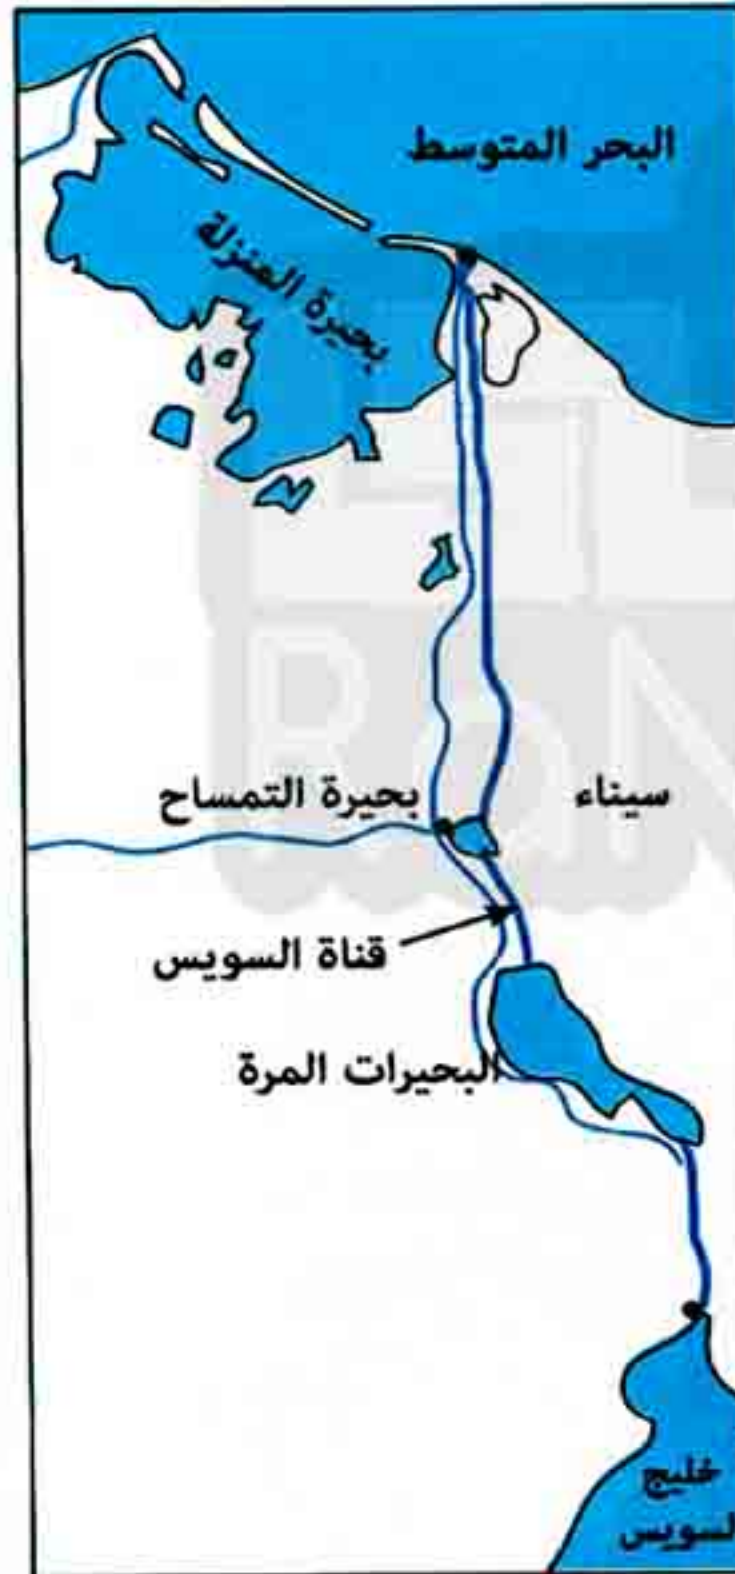 البحر المتوسط
بحيرة المنزلة
بحيرة التمساح
سيناء
قناة السويس
البحيرات المرة
خليج
السويس